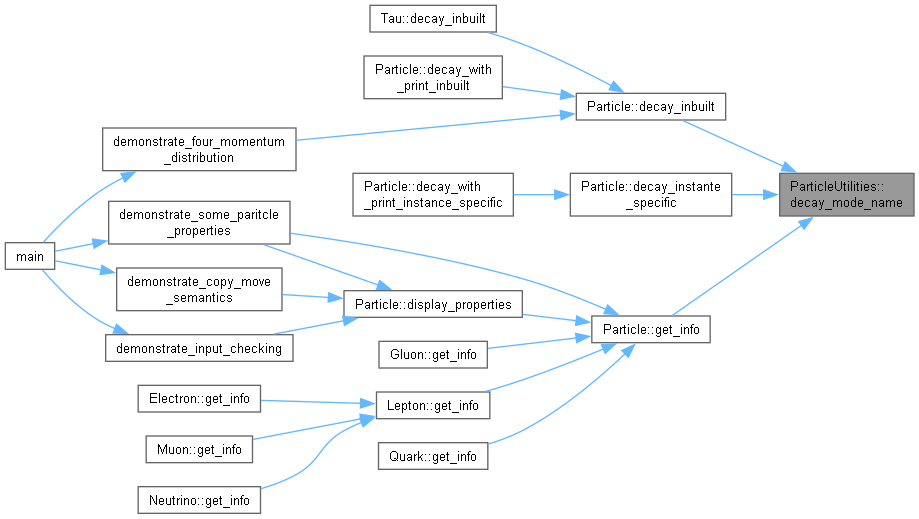 Tau::decay_inbuilt
Particle::decay_with
_print_inbuilt
Particle::decay_inbuilt
demonstrate_four_momentum
_distribution
Particle::decay_with
_print_instance_specific
Particle::decay_instante
_specific
ParticleUtilities::
decay_mode_name
demonstrate_some_paritcle
_properties
main
demonstrate_copy_move
_semantics
Particle::display_properties
demonstrate_input_checking
Particle::get_info
Gluon::get_info
Electron::get_info
Lepton::get_info
Muon::get_info
Quark::get_info
Neutrino::get_info